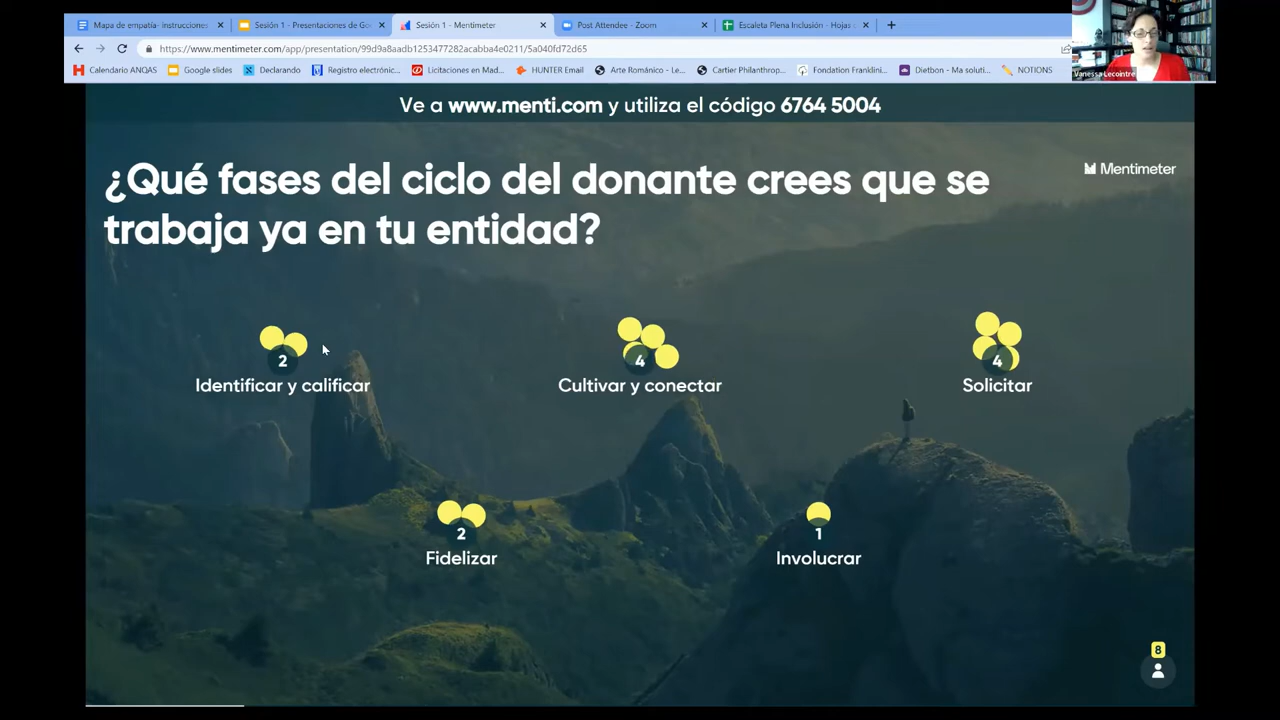 Mapa de empatía- instrucciones
Sesión 1 - Presentaciones de Go
Sesión 1 - Mentimeter
Post Attendee - Zoom
Escaleta Plena Inclusión - Hojas
https://www.mentimeter.com/app/presentation/99d9a8aadb1253477282acabba4e0211/5a040fd72d65
Calendario ANQAS
Google slides
Declarando
Registro electrónic...
Licitaciones en Mad...
HUNTER Email
Arte Románico - Le...
Cartier Philanthrop...
Fondation Franklini...
Dietbon - Ma soluti...
NOTIONS
Vanessa Lecointre
Ve a www.menti.com y utiliza el código 6764 5004
¿Qué fases del ciclo del donante crees que se
trabaja ya en tu entidad?
Mentimeter
2
Identificar y calificar
4
Cultivar y conectar
4
Solicitar
2
Fidelizar
1
Involucrar
8